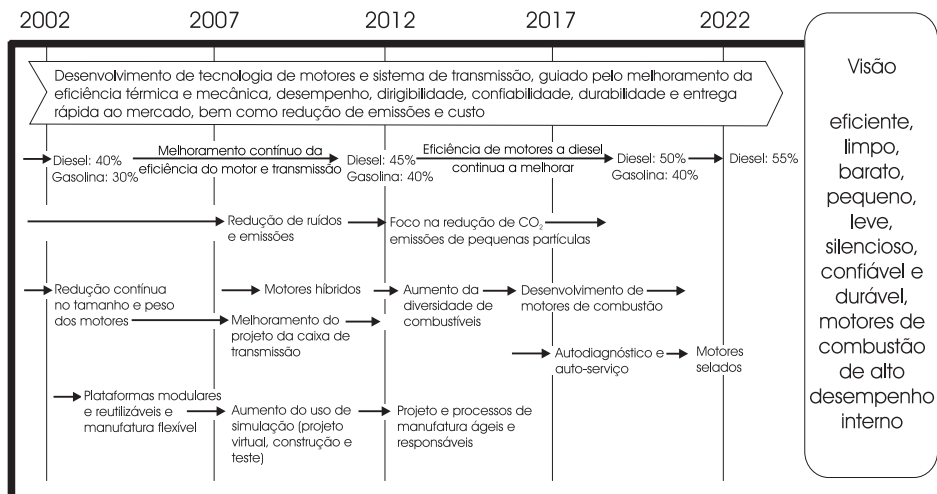 2002
2007
2012
2017
2022
Desenvolvimento de tecnologia de motores e sistema de transmissão, guiado pelo melhoramento da
eficiência térmica e mecânica, desempenho, dirigibilidade, confiabilidade, durabilidade e entrega
rápida ao mercado, bem como redução de emissões e custo
Diesel: 40%
Gasolina: 30%
Melhoramento contínuo da
eficiência do motor e transmissão
Diesel: 45%
Gasolina: 40%
Eficiência de motores a diesel
continua a melhorar
Diesel: 50%
Gasolina: 40%
Diesel: 55%
Redução de ruídos
e emissões
Foco na redução de CO₂
emissões de pequenas partículas
Redução contínua
no tamanho e peso
dos motores
Motores híbridos
Aumento da
diversidade de
combustíveis
Desenvolvimento de
motores de combustão
Melhoramento do
projeto da caixa de
transmissão
Autodiagnóstico e
auto-serviço
Motores
selados
Plataformas modulares
e reutilizáveis e
manufatura flexível
Aumento do uso de
simulação (projeto
virtual, construção e
teste)
Projeto e processos de
manufatura ágeis e
responsáveis
Visão
eficiente,
limpo,
barato,
pequeno,
leve,
silencioso,
confiável e
durável,
motores de
combustão
de alto
desempenho
interno